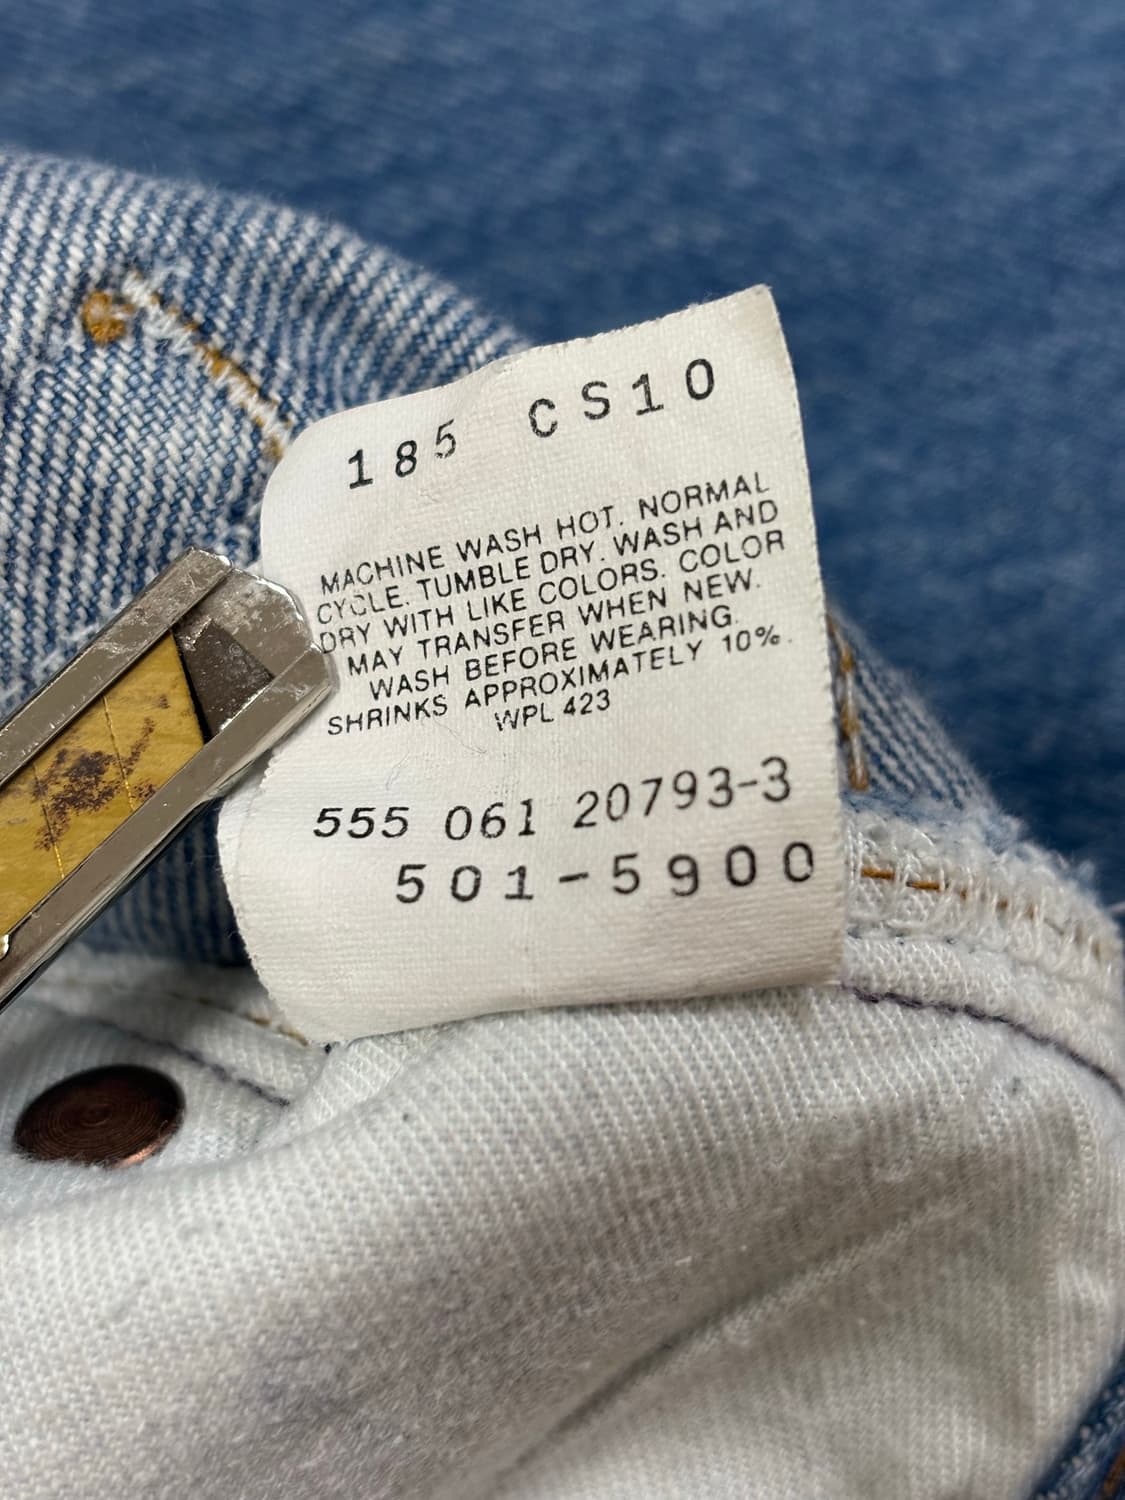 185 CS10
MACHINE WASH HOT. NORMAL
CYCLE. TUMBLE DRY. WASH AND
DRY WITH LIKE COLORS. COLOR
MAY TRANSFER WHEN NEW.
WASH BEFORE WEARING.
SHRINKS APPROXIMATELY 10%.
WPL 423
555 061 20793-3
501-5900